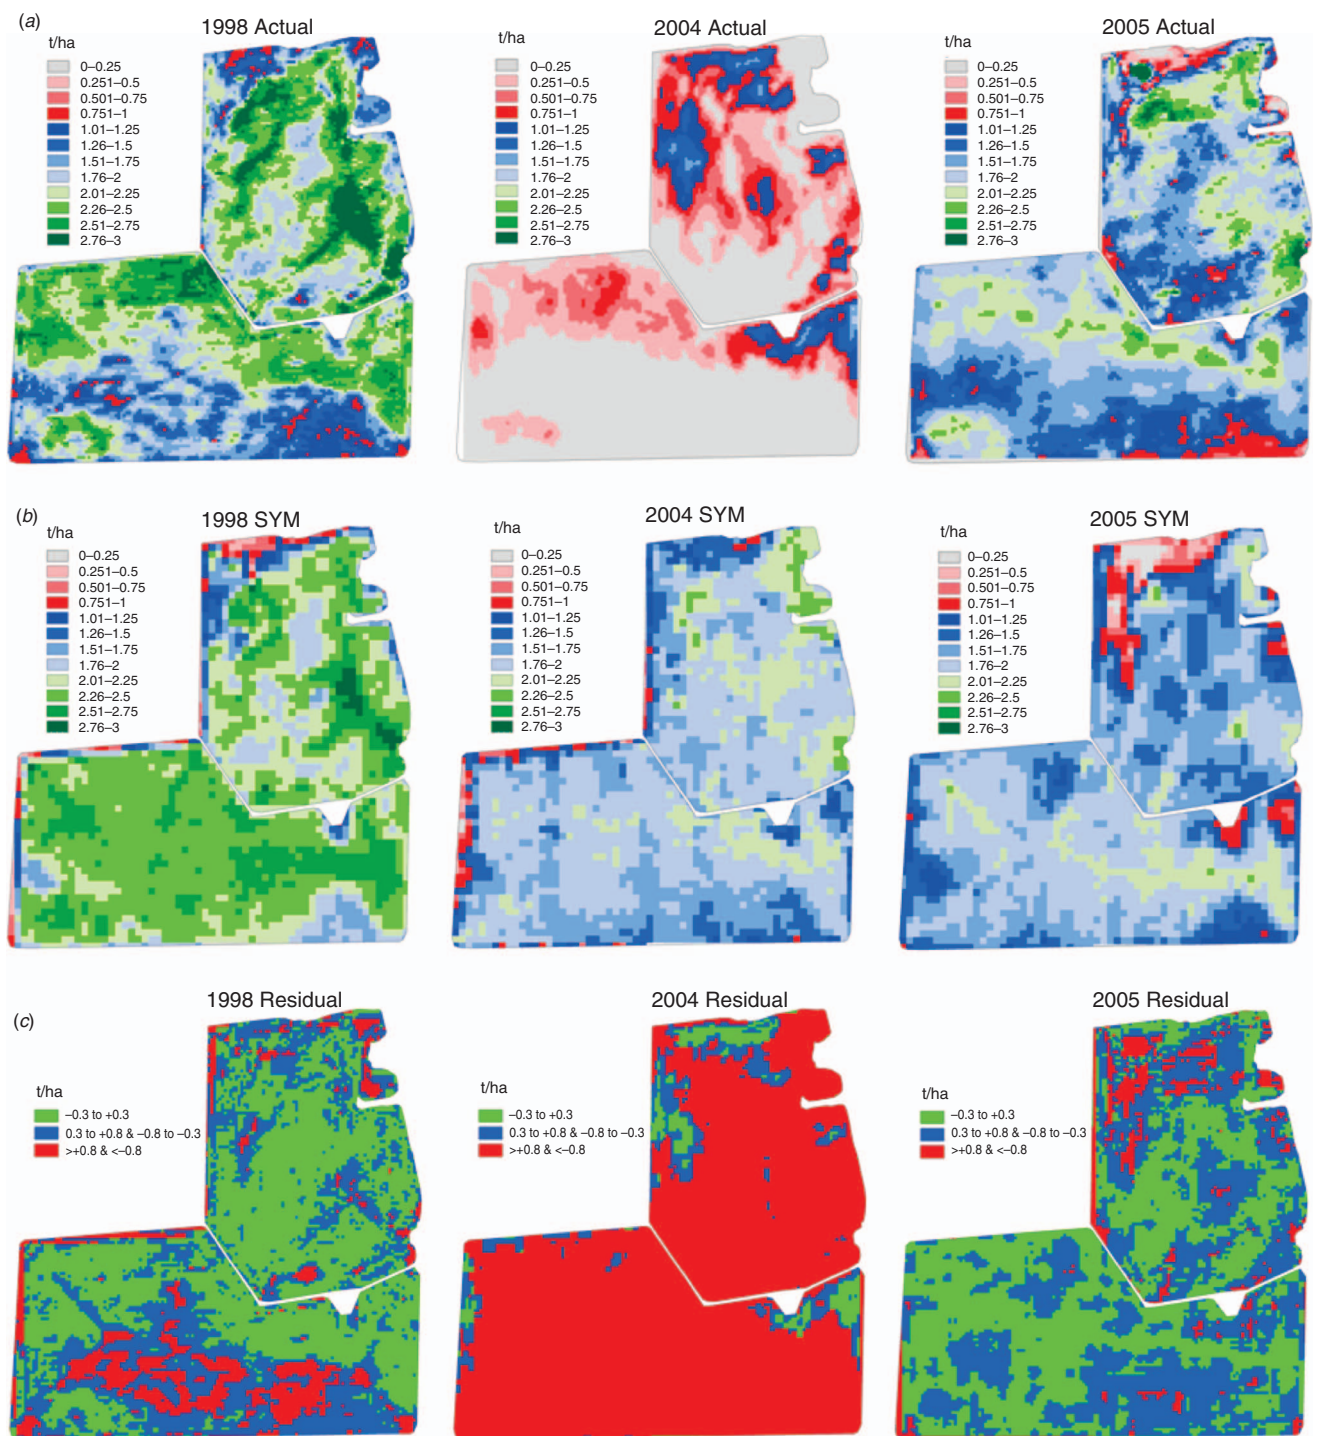 (a)
1998 Actual
t/ha
0–0.25
0.251–0.5
0.501–0.75
0.751–1
1.01–1.25
1.26–1.5
1.51–1.75
1.76–2
2.01–2.25
2.26–2.5
2.51–2.75
2.76–3
2004 Actual
t/ha
0–0.25
0.251–0.5
0.501–0.75
0.751–1
1.01–1.25
1.26–1.5
1.51–1.75
1.76–2
2.01–2.25
2.26–2.5
2.51–2.75
2.76–3
2005 Actual
t/ha
0–0.25
0.251–0.5
0.501–0.75
0.751–1
1.01–1.25
1.26–1.5
1.51–1.75
1.76–2
2.01–2.25
2.26–2.5
2.51–2.75
2.76–3
(b)
1998 SYM
t/ha
0–0.25
0.251–0.5
0.501–0.75
0.751–1
1.01–1.25
1.26–1.5
1.51–1.75
1.76–2
2.01–2.25
2.26–2.5
2.51–2.75
2.76–3
2004 SYM
t/ha
0–0.25
0.251–0.5
0.501–0.75
0.751–1
1.01–1.25
1.26–1.5
1.51–1.75
1.76–2
2.01–2.25
2.26–2.5
2.51–2.75
2.76–3
2005 SYM
t/ha
0–0.25
0.251–0.5
0.501–0.75
0.751–1
1.01–1.25
1.26–1.5
1.51–1.75
1.76–2
2.01–2.25
2.26–2.5
2.51–2.75
2.76–3
(c)
1998 Residual
t/ha
–0.3 to +0.3
0.3 to +0.8 & –0.8 to –0.3
>+0.8 & <–0.8
2004 Residual
t/ha
–0.3 to +0.3
0.3 to +0.8 & –0.8 to –0.3
>+0.8 & <–0.8
2005 Residual
t/ha
–0.3 to +0.3
0.3 to +0.8 & –0.8 to –0.3
>+0.8 & <–0.8